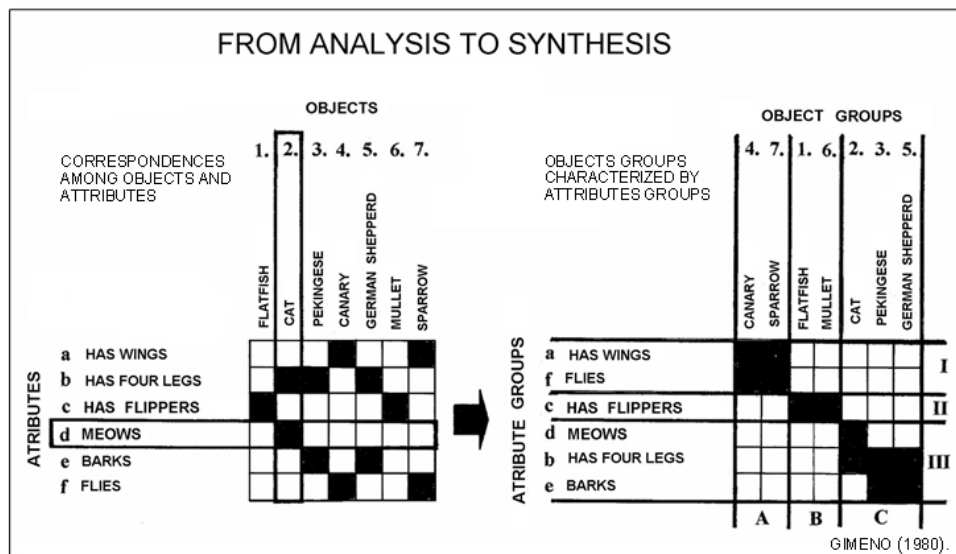 FROM ANALYSIS TO SYNTHESIS
OBJECTS
1. 2. 3. 4. 5. 6. 7.
CORRESPONDENCES
AMONG OBJECTS AND
ATTRIBUTES
FLATFISH
CAT
PEKINGESE
CANARY
GERMAN SHEPPERD
MULLET
SPARROW
ATRIBUTES
a HAS WINGS
b HAS FOUR LEGS
c HAS FLIPPERS
d MEOWS
e BARKS
f FLIES
OBJECT GROUPS
4. 7. 1. 6. 2. 3. 5.
OBJECTS GROUPS
CHARACTERIZED BY
ATTRIBUTES GROUPS
CANARY
SPARROW
FLATFISH
MULLET
CAT
PEKINGESE
GERMAN SHEPPERD
ATRIBUTE GROUPS
a HAS WINGS
f FLIES
I
c HAS FLIPPERS
II
d MEOWS
b HAS FOUR LEGS
III
e BARKS
A B C
GIMENO (1980).